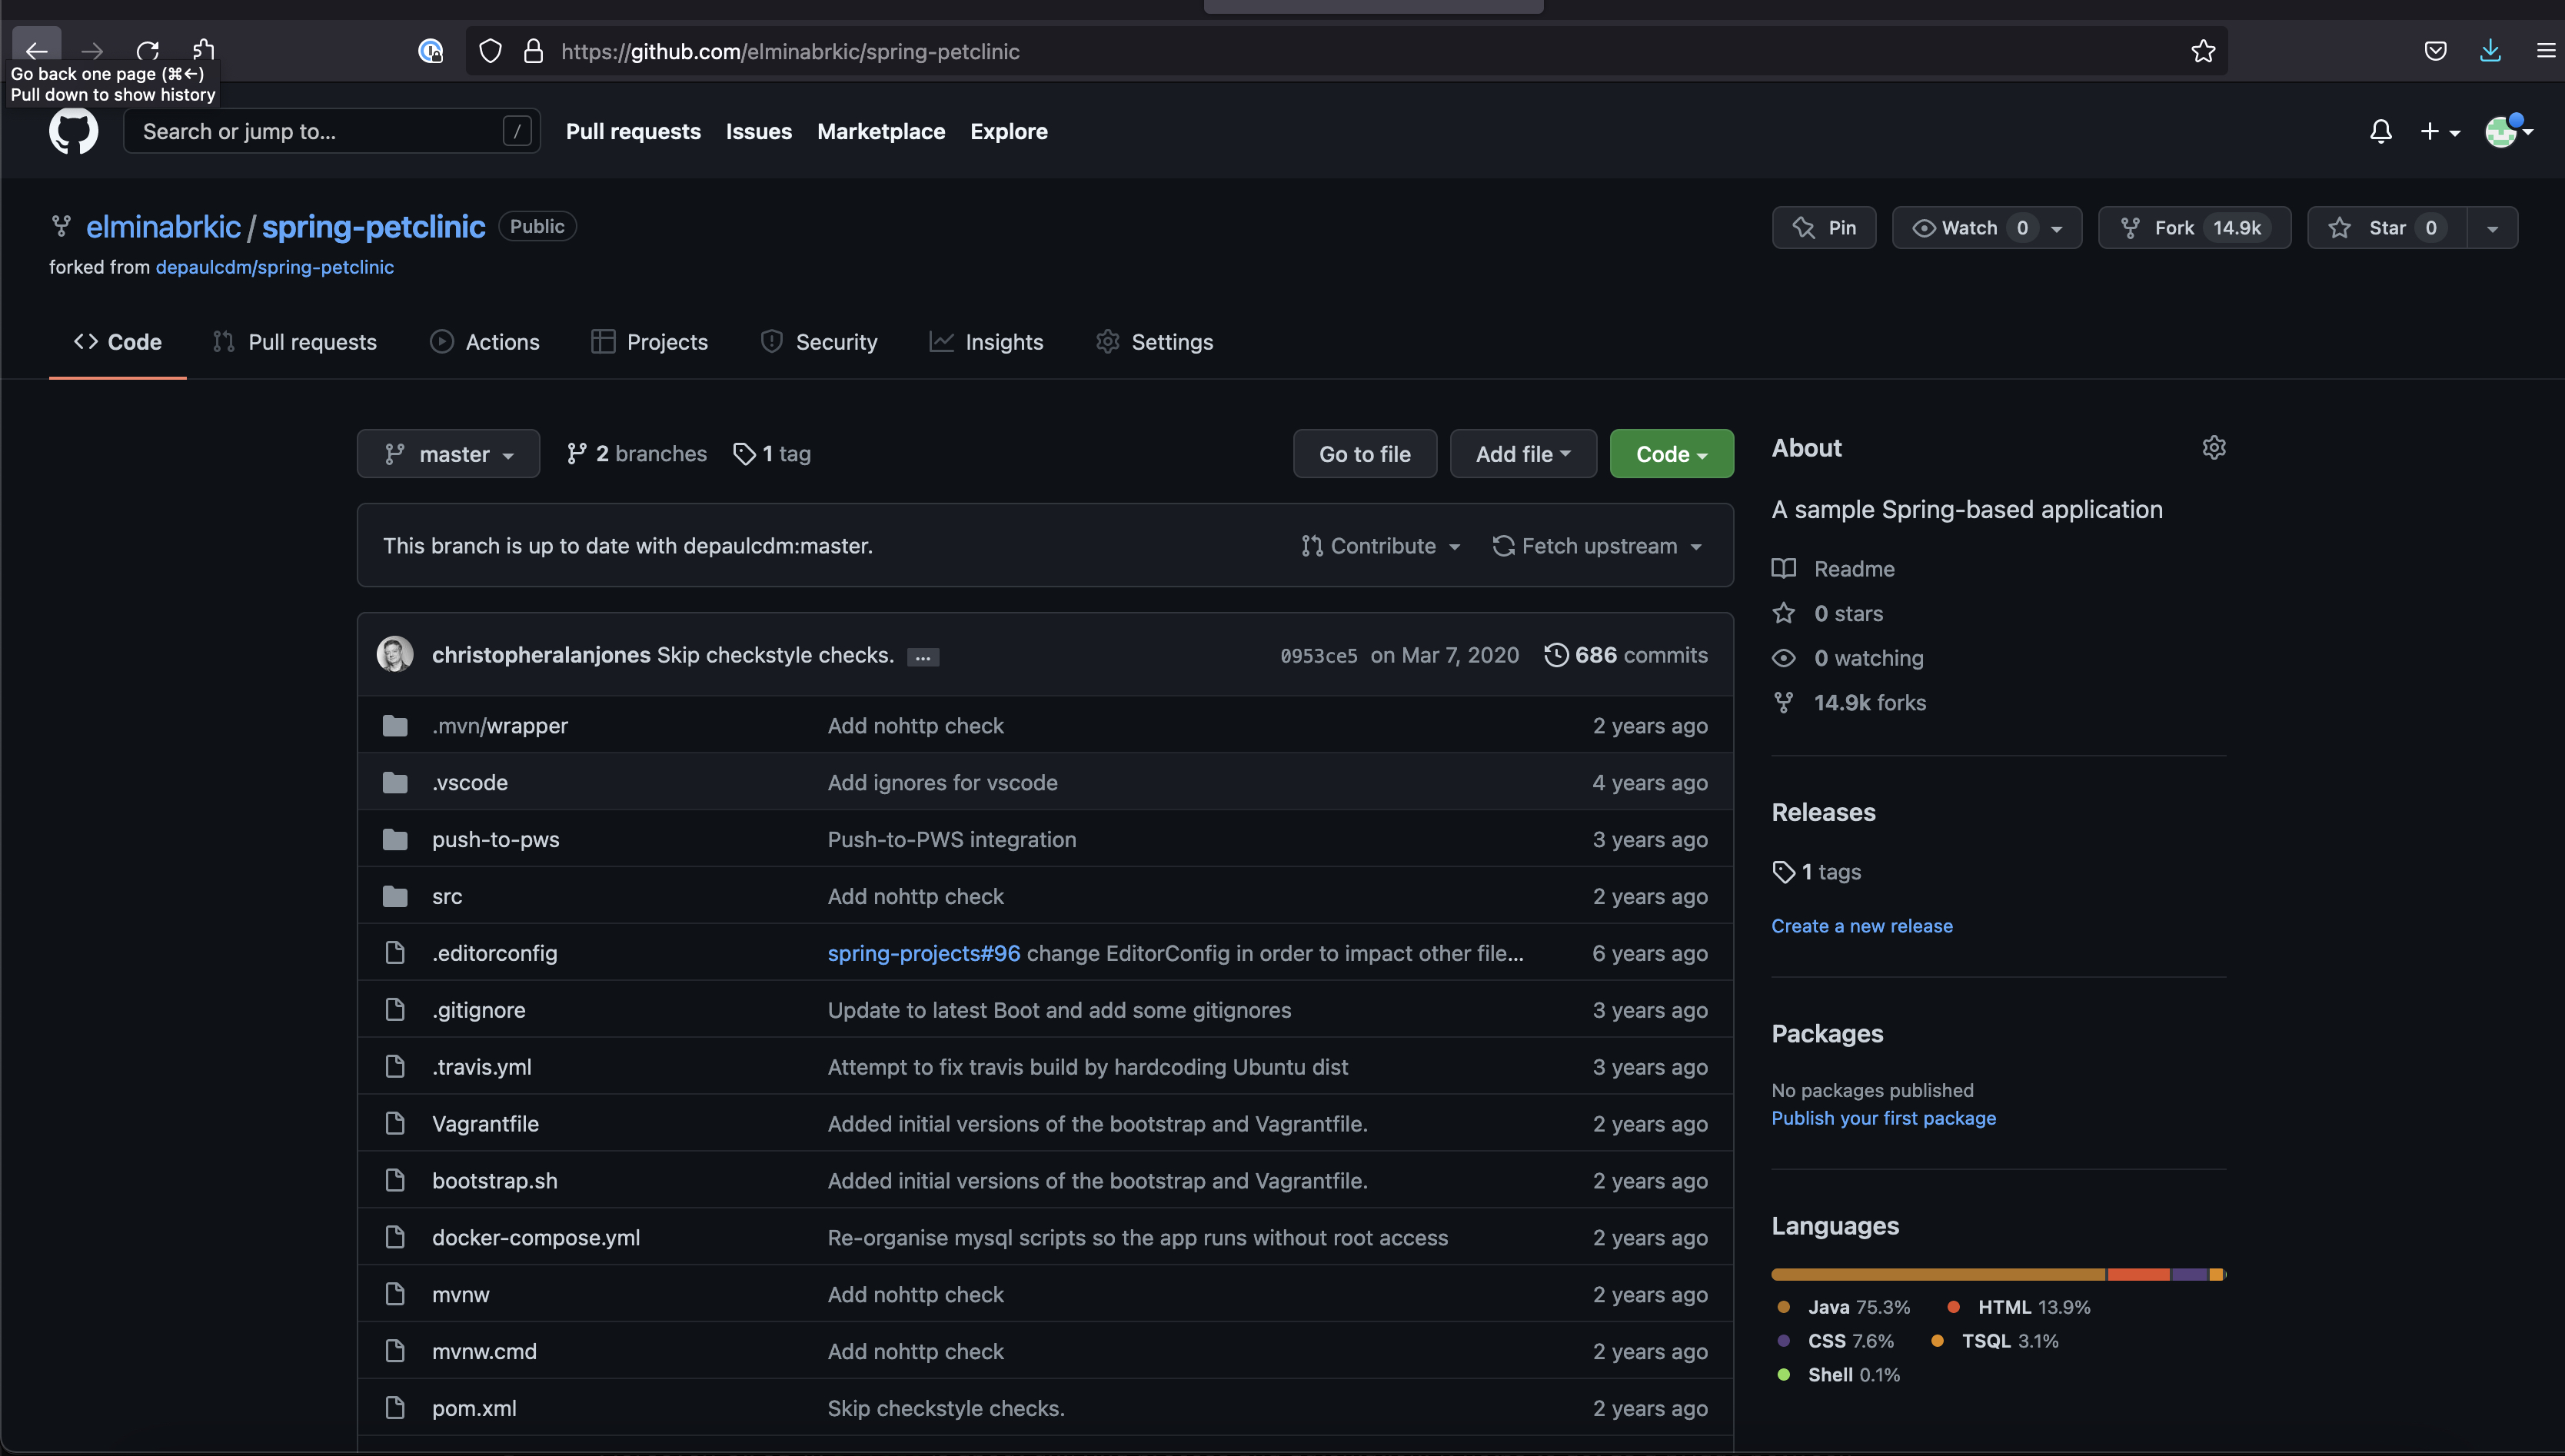 https://github.com/elminabrkic/spring-petclinic
Go back one page (⌘←)
Pull down to show history
Search or jump to... /
Pull requests Issues Marketplace Explore
elminabrkic / spring-petclinic Public
Pin Watch 0 Fork 14.9k Star 0
forked from depaulcdm/spring-petclinic
Code Pull requests Actions Projects Security Insights Settings
master 2 branches 1 tag Go to file Add file Code
This branch is up to date with depaulcdm:master. Contribute Fetch upstream
christopheralanjones Skip checkstyle checks. ... 0953ce5 on Mar 7, 2020 686 commits
.mvn/wrapper Add nohttp check 2 years ago
.vscode Add ignores for vscode 4 years ago
push-to-pws Push-to-PWS integration 3 years ago
src Add nohttp check 2 years ago
.editorconfig spring-projects#96 change EditorConfig in order to impact other file... 6 years ago
.gitignore Update to latest Boot and add some gitignores 3 years ago
.travis.yml Attempt to fix travis build by hardcoding Ubuntu dist 3 years ago
Vagrantfile Added initial versions of the bootstrap and Vagrantfile. 2 years ago
bootstrap.sh Added initial versions of the bootstrap and Vagrantfile. 2 years ago
docker-compose.yml Re-organise mysql scripts so the app runs without root access 2 years ago
mvnw Add nohttp check 2 years ago
mvnw.cmd Add nohttp check 2 years ago
pom.xml Skip checkstyle checks. 2 years ago
About
A sample Spring-based application
Readme
0 stars
0 watching
14.9k forks
Releases
1 tags
Create a new release
Packages
No packages published
Publish your first package
Languages
Java 75.3% HTML 13.9%
CSS 7.6% TSQL 3.1%
Shell 0.1%